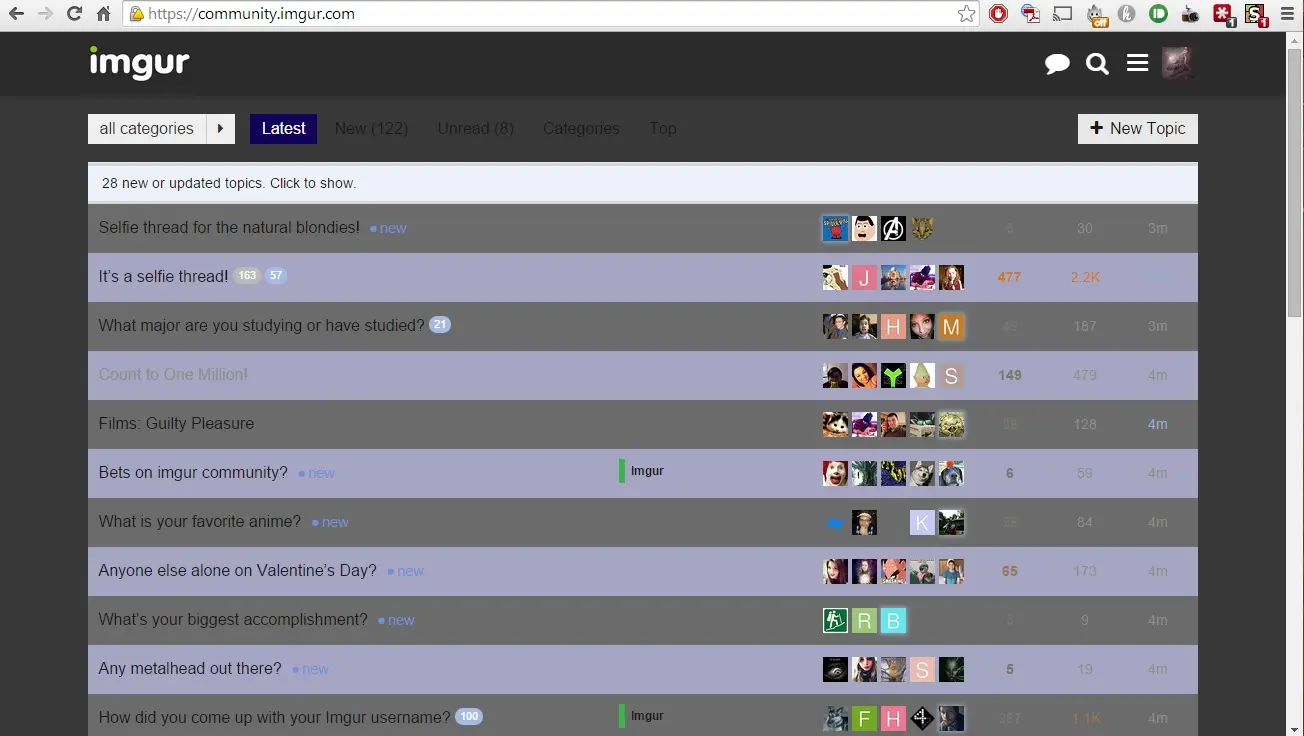 https://community.imgur.com
off
1
1
imgur
all categories
Latest
New (122)
Unread (8)
Categories
Top
+ New Topic
28 new or updated topics. Click to show.
Selfie thread for the natural blondies! new
30 3m
It's a selfie thread! 163 57
J
477 2.2K
What major are you studying or have studied? 21
H M
187 3m
Count to One Million!
S
149 479 4m
Films: Guilty Pleasure
128 4m
Bets on imgur community? new
Imgur
6 59 4m
What is your favorite anime? new
K
84 4m
Anyone else alone on Valentine's Day? new
65 173 4m
What's your biggest accomplishment? new
R B
9 4m
Any metalhead out there? new
S
5 19 4m
How did you come up with your Imgur username? 100
Imgur
F H 4
1.1K 4m